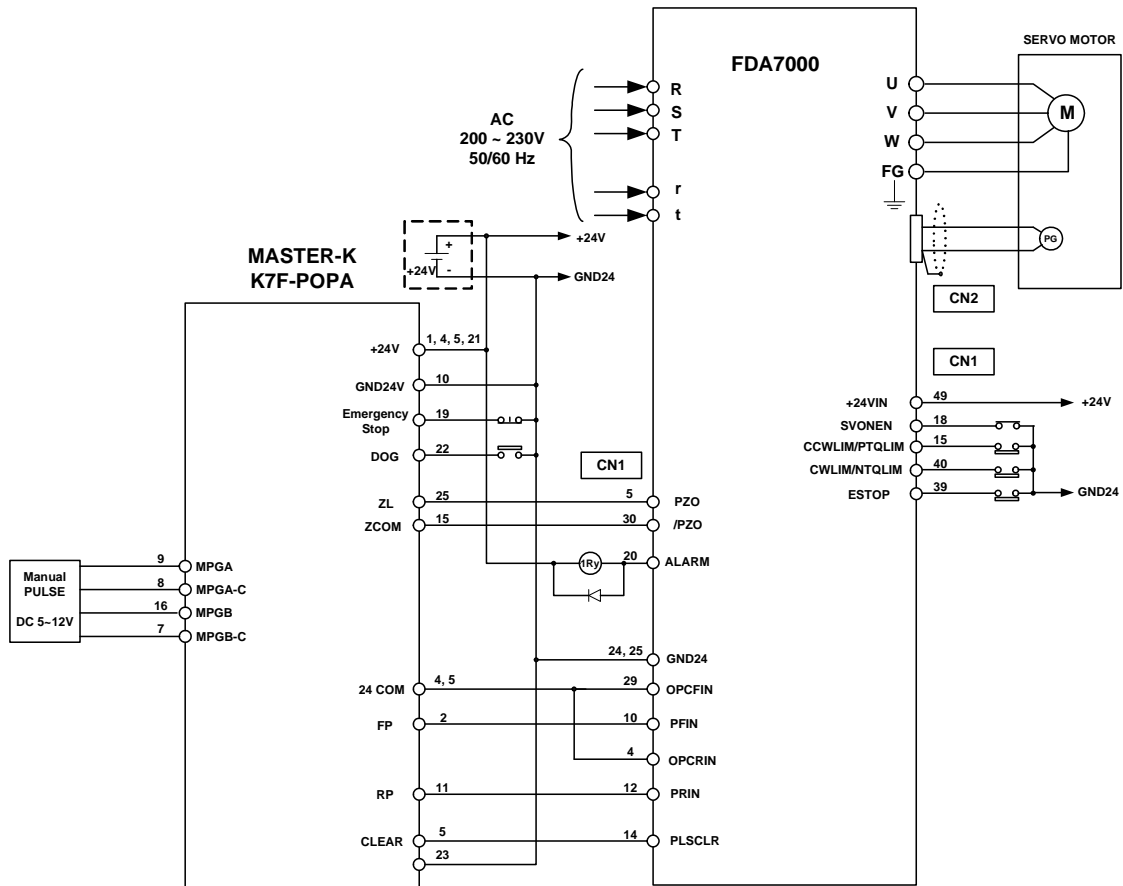 SERVO MOTOR
FDA7000
U
V
W
FG
M
PG
R
S
T
r
t
AC
200 ~ 230V
50/60 Hz
+
+24V
-
+24V
GND24
MASTER-K
K7F-POPA
CN2
CN1
+24V
1, 4, 5, 21
GND24V
10
Emergency
Stop
19
DOG
22
ZL
25
ZCOM
15
CN1
5
PZO
30
/PZO
1Ry
20
ALARM
+24VIN
49
+24V
SVONEN
18
CCWLIM/PTQLIM
15
CWLIM/NTQLIM
40
ESTOP
39
GND24
Manual
PULSE
DC 5~12V
9
MPGA
8
MPGA-C
16
MPGB
7
MPGB-C
24, 25
GND24
24 COM
4, 5
29
OPCFIN
FP
2
10
PFIN
4
OPCRIN
RP
11
12
PRIN
CLEAR
5
14
PLSCLR
23